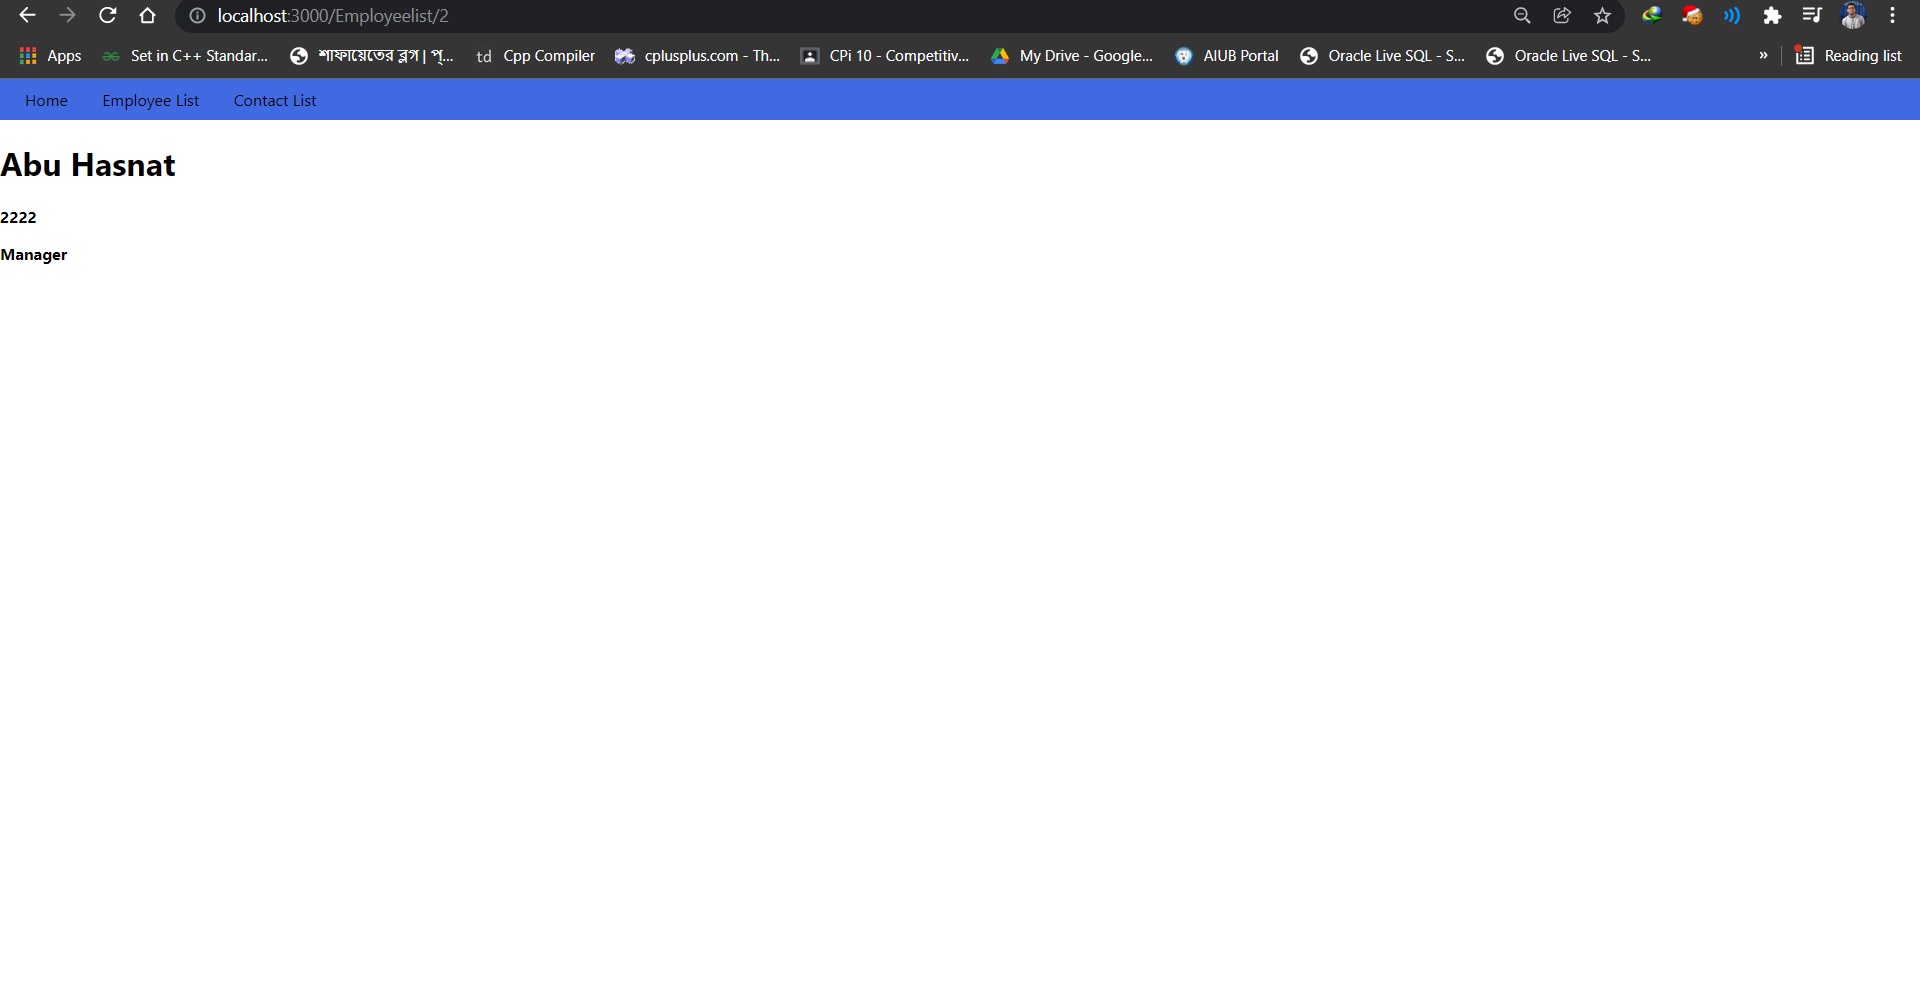 localhost:3000/Employeelist/2
Apps Set in C++ Standar... শাফায়েতের ব্লগ | প্... td Cpp Compiler cplusplus.com - Th... CPi 10 - Competitiv... My Drive - Google... AIUB Portal Oracle Live SQL - S... Oracle Live SQL - S... » Reading list
Home Employee List Contact List
Abu Hasnat
2222
Manager